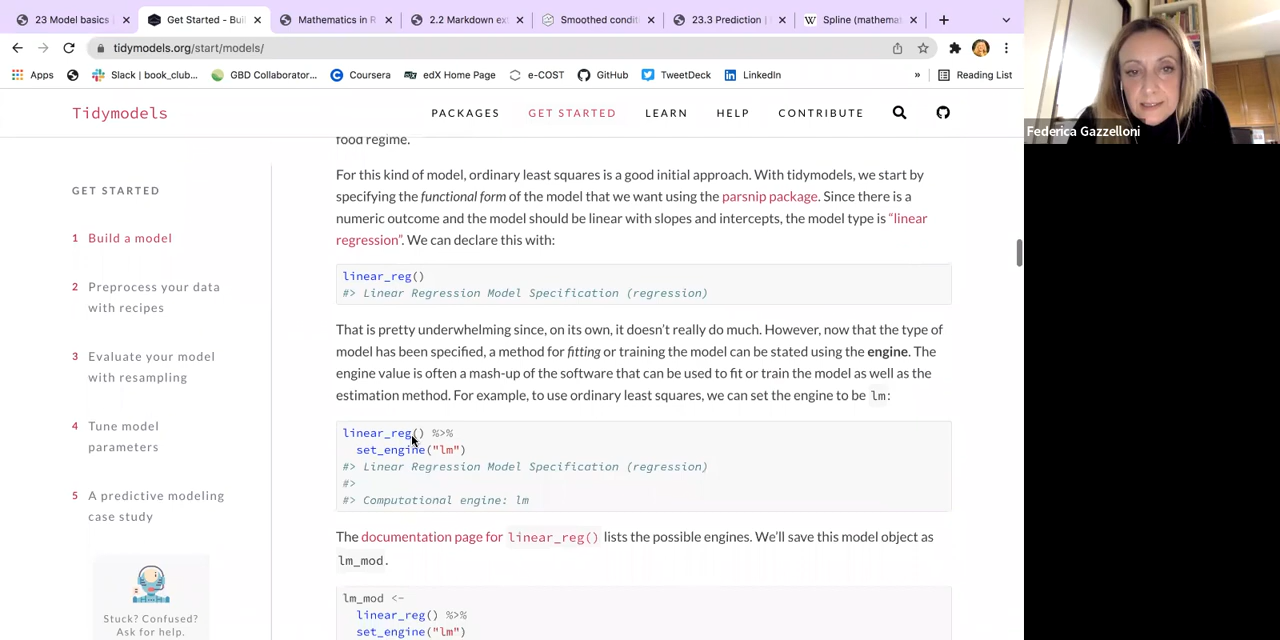 23 Model basics
Get Started - Buil
Mathematics in R
2.2 Markdown ex
Smoothed condit
23.3 Prediction |
Spline (mathema
tidymodels.org/start/models/
Apps
Slack | book_club...
GBD Collaborator...
Coursera
edX Home Page
e-COST
GitHub
TweetDeck
LinkedIn
»
Reading List
Federica Gazzelloni
Tidymodels
PACKAGES
GET STARTED
LEARN
HELP
CONTRIBUTE
GET STARTED
1 Build a model
2 Preprocess your data
with recipes
3 Evaluate your model
with resampling
4 Tune model
parameters
5 A predictive modeling
case study
Stuck? Confused?
Ask for help.
food regime.
For this kind of model, ordinary least squares is a good initial approach. With tidymodels, we start by
specifying the functional form of the model that we want using the parsnip package. Since there is a
numeric outcome and the model should be linear with slopes and intercepts, the model type is “linear
regression”. We can declare this with:
linear_reg()
#> Linear Regression Model Specification (regression)
That is pretty underwhelming since, on its own, it doesn’t really do much. However, now that the type of
model has been specified, a method for fitting or training the model can be stated using the engine. The
engine value is often a mash-up of the software that can be used to fit or train the model as well as the
estimation method. For example, to use ordinary least squares, we can set the engine to be lm:
linear_reg() %>%
set_engine("lm")
#> Linear Regression Model Specification (regression)
#>
#> Computational engine: lm
The documentation page for linear_reg() lists the possible engines. We’ll save this model object as
lm_mod.
lm_mod <-
linear_reg() %>%
set_engine("lm")